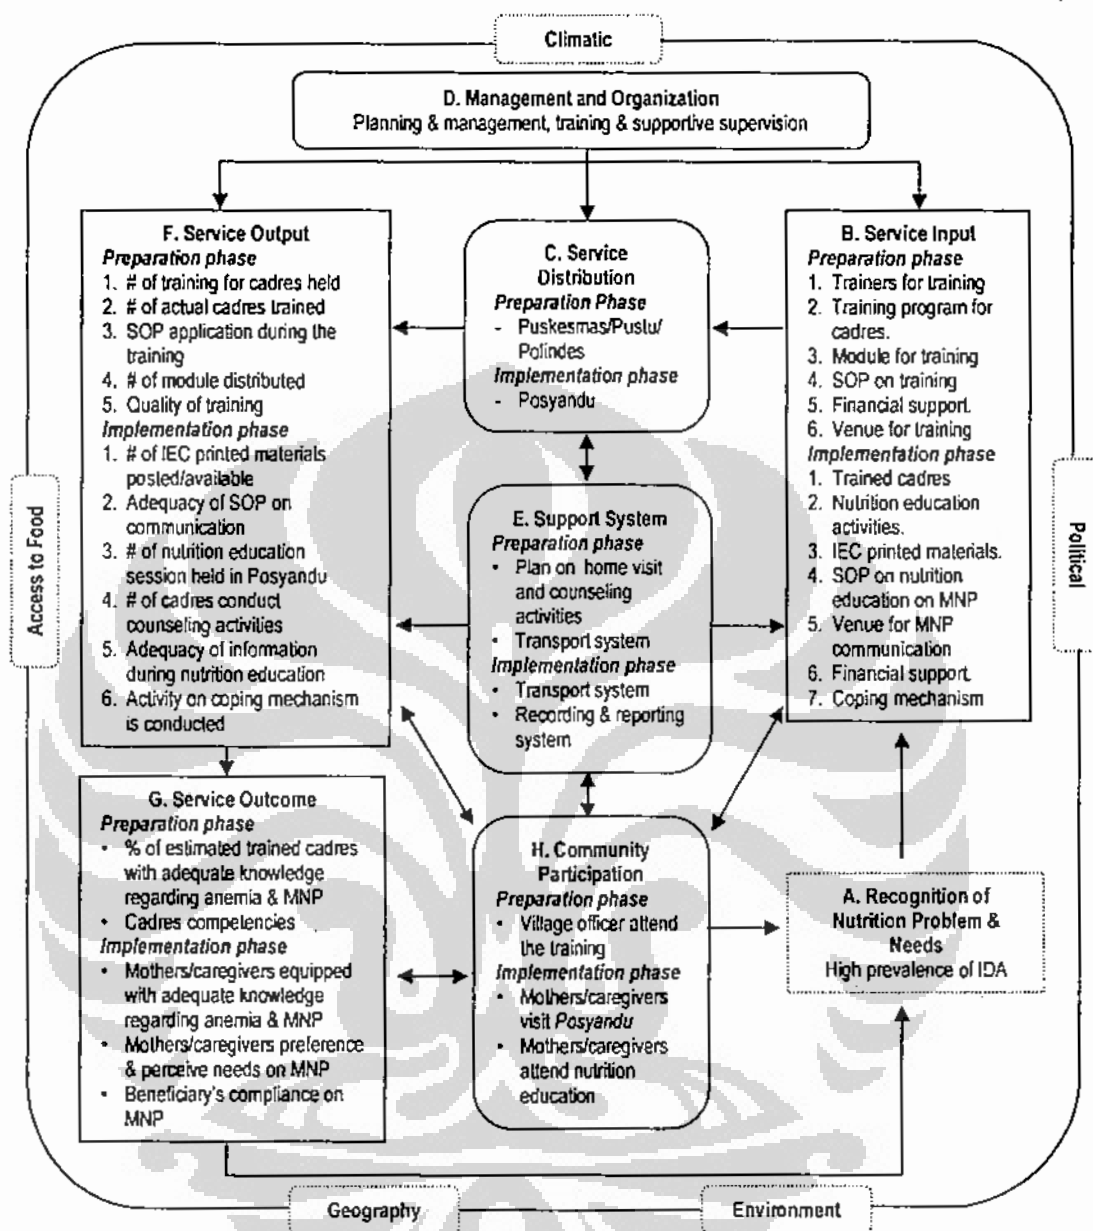 Climatic
D. Management and Organization
Planning & management, training & supportive supervision
F. Service Output
Preparation phase
1. # of training for cadres held
2. # of actual cadres trained
3. SOP application during the
training
4. # of module distributed
5. Quality of training
Implementation phase
1. # of IEC printed materials
posted/available
2. Adequacy of SOP on
communication
3. # of nutrition education
session held in Posyandu
4. # of cadres conduct
counseling activities
5. Adequacy of information
during nutrition education
6. Activity on coping mechanism
is conducted
C. Service
Distribution
Preparation Phase
- Puskesmas/Pustu/
Polindes
Implementation phase
- Posyandu
B. Service Input
Preparation phase
1. Trainers for training
2. Training program for
cadres.
3. Module for training
4. SOP on training
5. Financial support.
6. Venue for training
Implementation phase
1. Trained cadres
2. Nutrition education
activities.
3. IEC printed materials.
4. SOP on nutrition
education on MNP
5. Venue for MNP
communication
6. Financial support.
7. Coping mechanism
E. Support System
Preparation phase
• Plan on home visit
and counseling
activities
• Transport system
Implementation phase
• Transport system
• Recording & reporting
system
Access to Food
Political
G. Service Outcome
Preparation phase
• % of estimated trained cadres
with adequate knowledge
regarding anemia & MNP
• Cadres competencies
Implementation phase
• Mothers/caregivers equipped
with adequate knowledge
regarding anemia & MNP
• Mothers/caregivers preference
& perceive needs on MNP
• Beneficiary's compliance on
MNP
H. Community
Participation
Preparation phase
• Village officer attend
the training
Implementation phase
• Mothers/caregivers
visit Posyandu
• Mothers/caregivers
attend nutrition
education
A. Recognition of
Nutrition Problem &
Needs
High prevalence of IDA
Geography
Environment